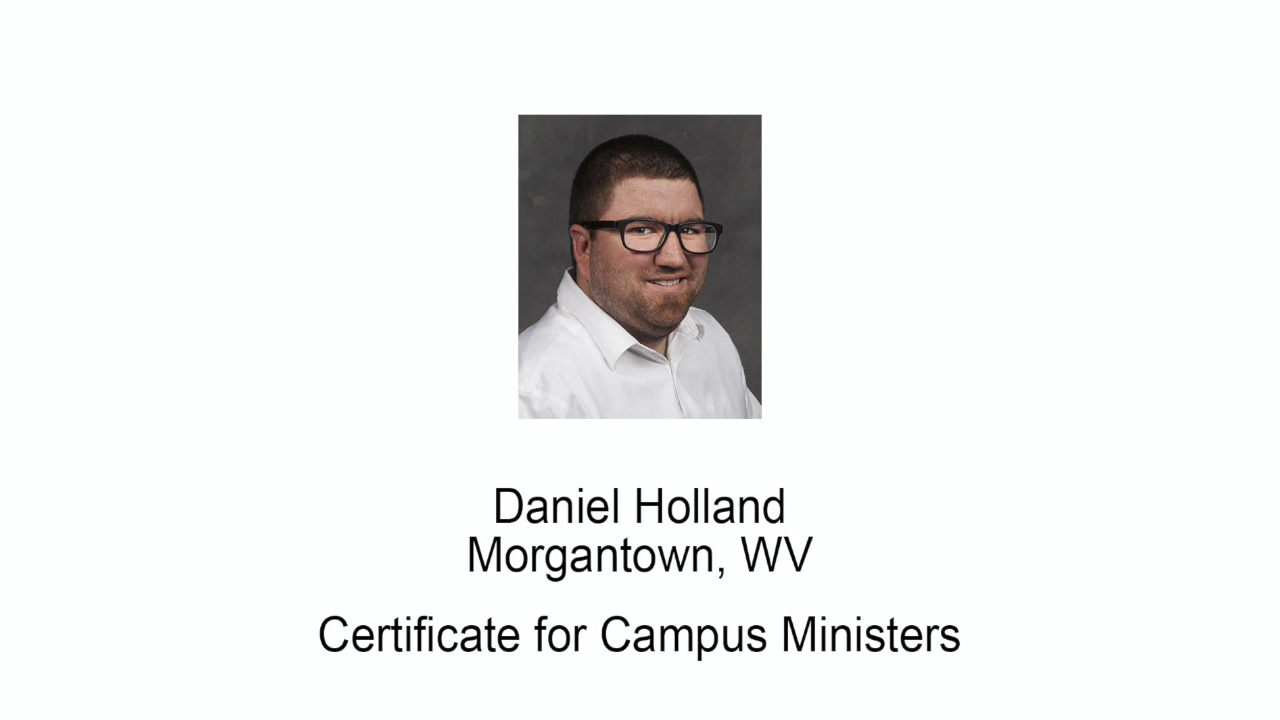 Daniel Holland
Morgantown, WV
Certificate for Campus Ministers